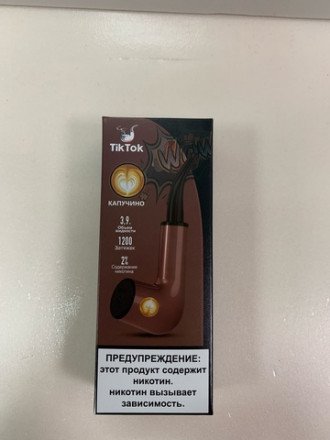 TikTok
WOW
КАПУЧИНО
3.9.
Объем
жидкости
1200
Затяжек
2%
Содержание
никотина
ПРЕДУПРЕЖДЕНИЕ:
этот продукт содержит
никотин.
никотин вызывает
зависимость.